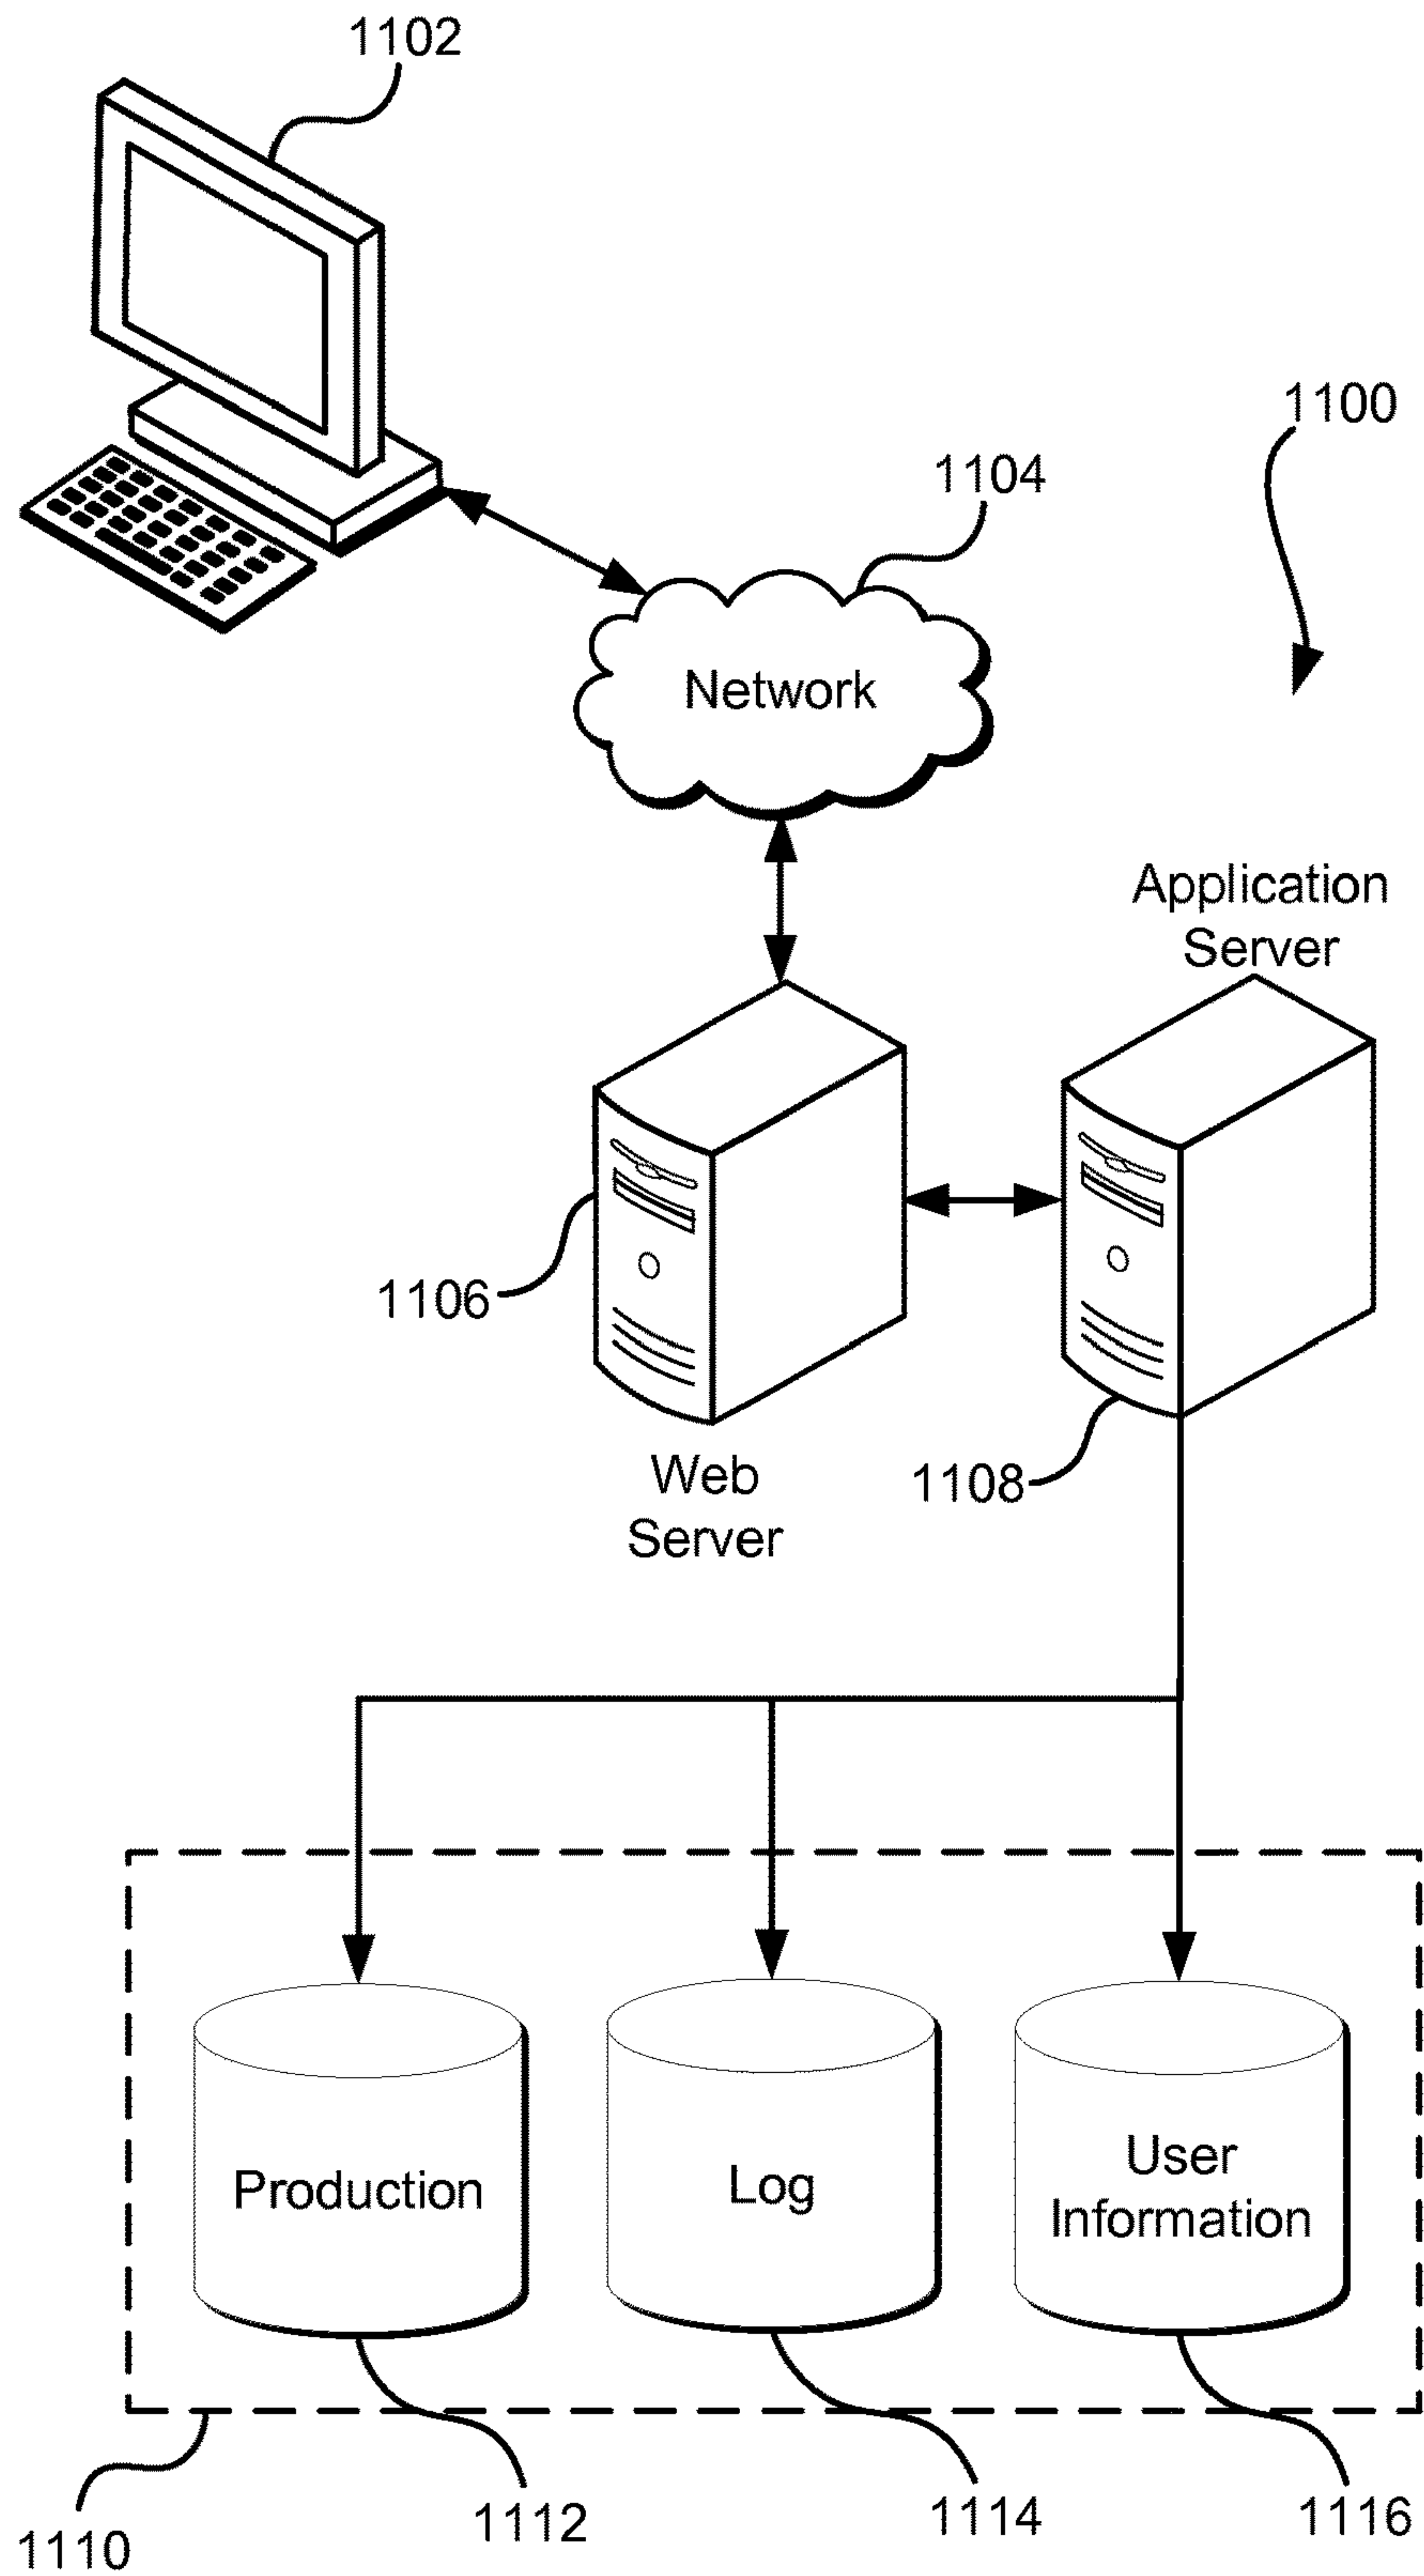 1102
1100
1104
Network
Application
Server
1106
Web
Server
1108
Production
Log
User
Information
1110
1112
1114
1116